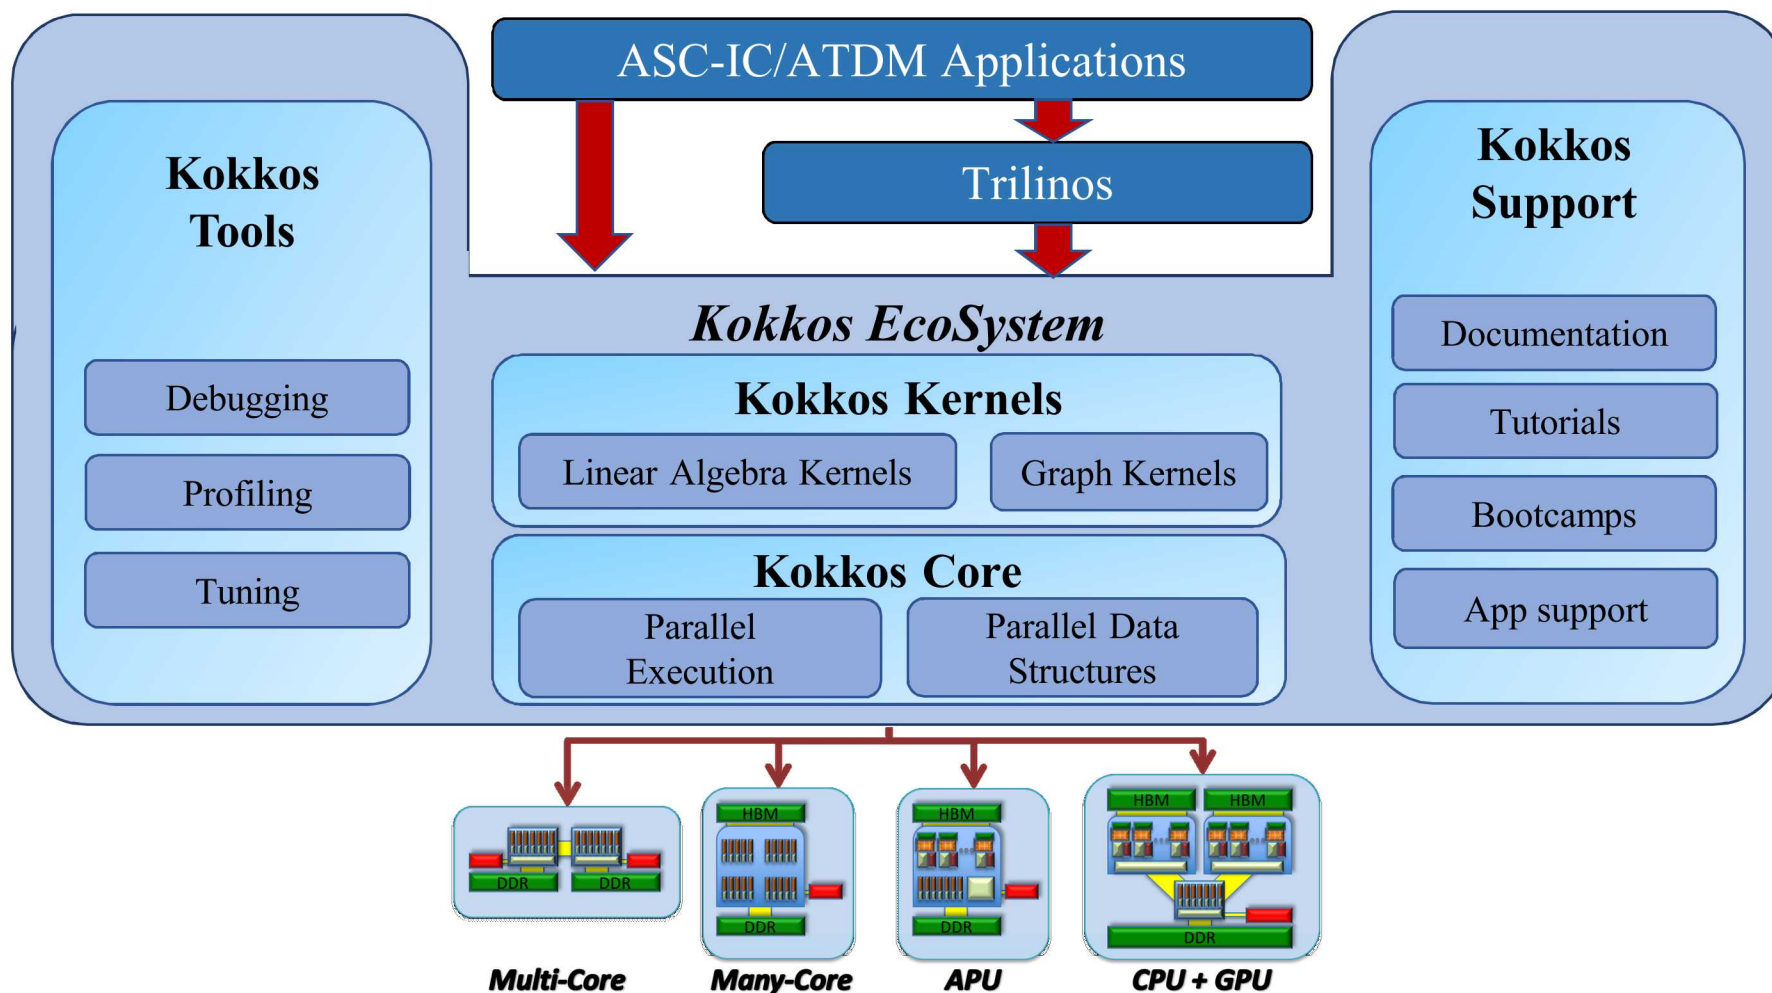 ASC-IC/ATDM Applications
Trilinos
Kokkos
Tools
Debugging
Profiling
Tuning
Kokkos EcoSystem
Kokkos Kernels
Linear Algebra Kernels
Graph Kernels
Kokkos Core
Parallel
Execution
Parallel Data
Structures
Kokkos
Support
Documentation
Tutorials
Bootcamps
App support
DDR
DDR
Multi-Core
HBM
DDR
Many-Core
HBM
DDR
APU
HBM
HBM
DDR
CPU + GPU